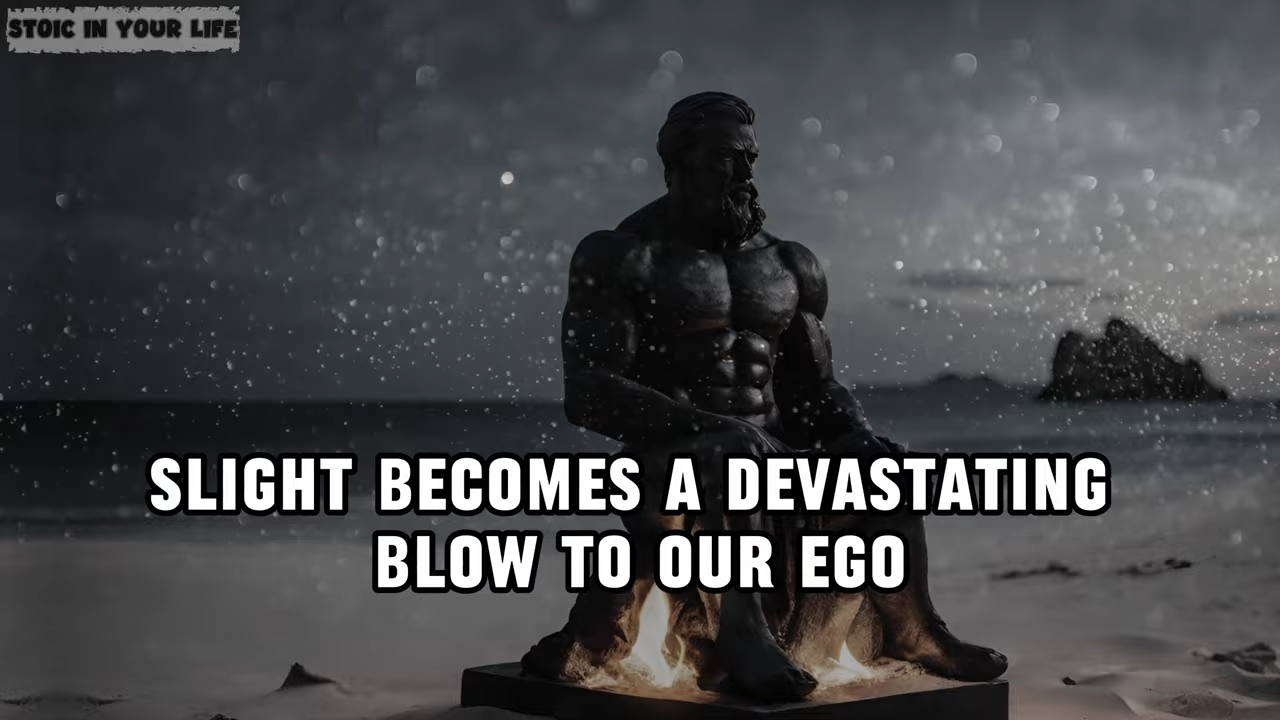 STOIC IN YOUR LIFE
SLIGHT BECOMES A DEVASTATING
BLOW TO OUR EGO